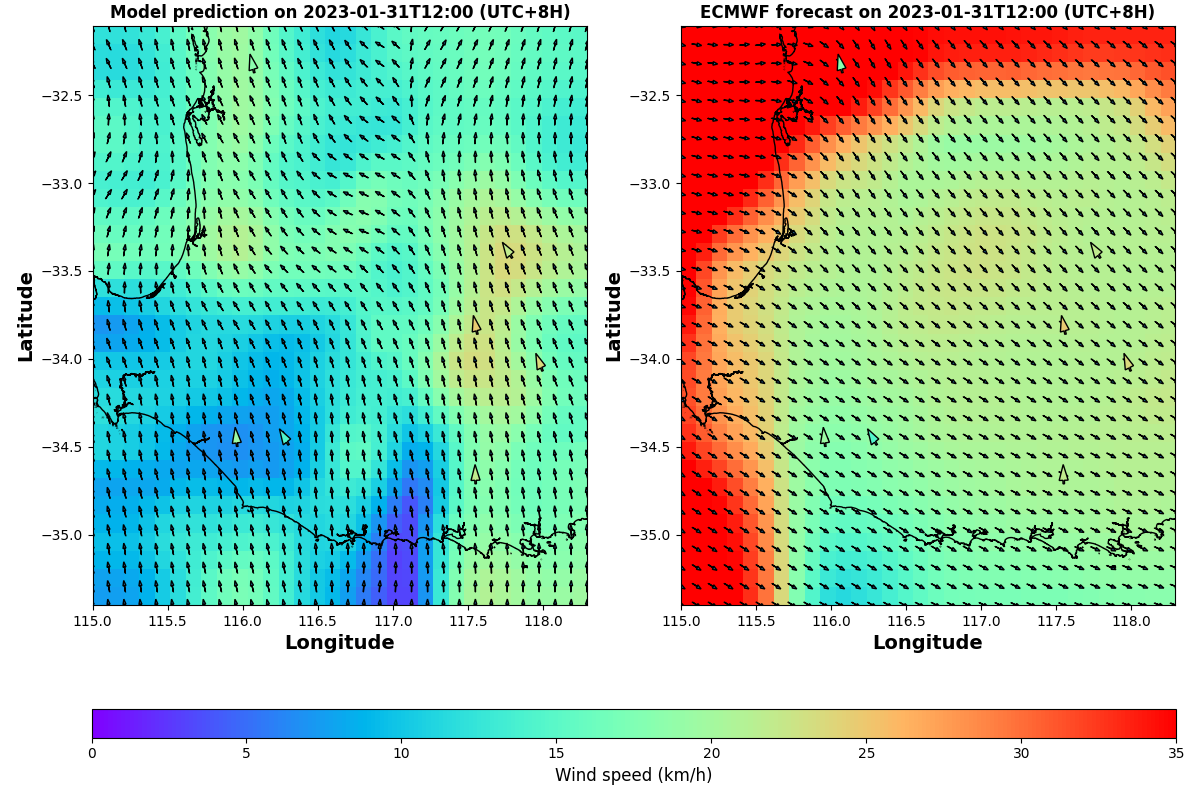 Model prediction on 2023-01-31T12:00 (UTC+8H)
ECMWF forecast on 2023-01-31T12:00 (UTC+8H)
Latitude
−32.5
−33.0
−33.5
−34.0
−34.5
−35.0
115.0 115.5 116.0 116.5 117.0 117.5 118.0
Longitude
Latitude
−32.5
−33.0
−33.5
−34.0
−34.5
−35.0
115.0 115.5 116.0 116.5 117.0 117.5 118.0
Longitude
0 5 10 15 20 25 30 35
Wind speed (km/h)